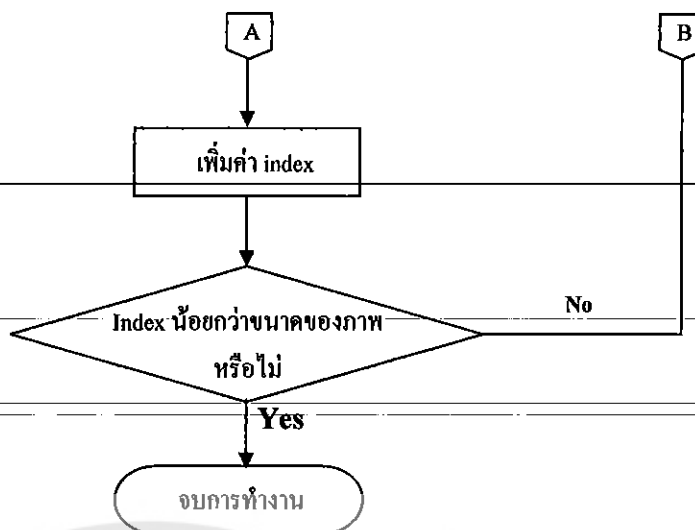 A
B
เพิ่มค่า index
Index น้อยกว่าขนาดของภาพ
หรือไม่
No
Yes
จบการทำงาน